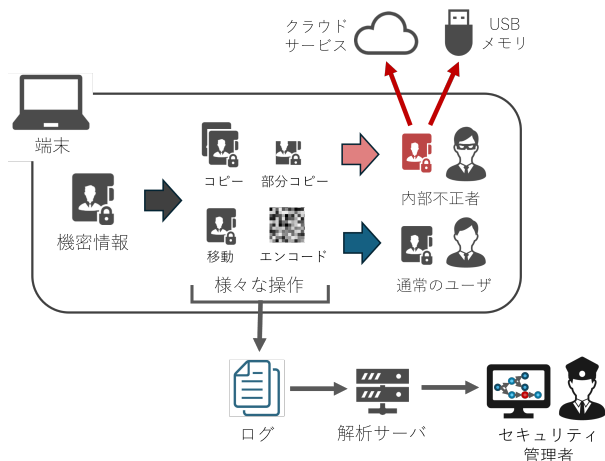 クラウド
サービス
USB
メモリ
端末
コピー
部分コピー
内部不正者
機密情報
移動
エンコード
様々な操作
通常のユーザ
ログ
解析サーバ
セキュリティ
管理者